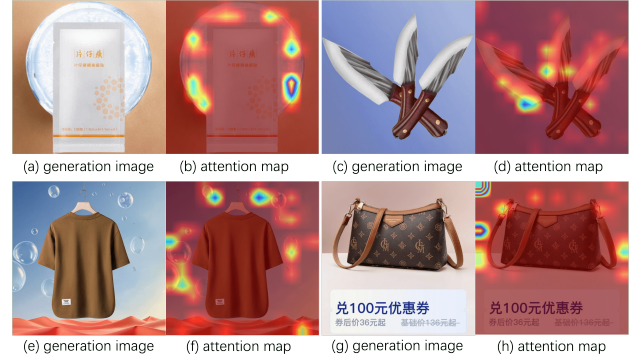 片仔癀
(a) generation image
(b) attention map
(c) generation image
(d) attention map
兑100元优惠券
券后价36元起 基础价136元起
兑100元优惠券
券后价36元起 基础价136元起
(e) generation image
(f) attention map
(g) generation image
(h) attention map